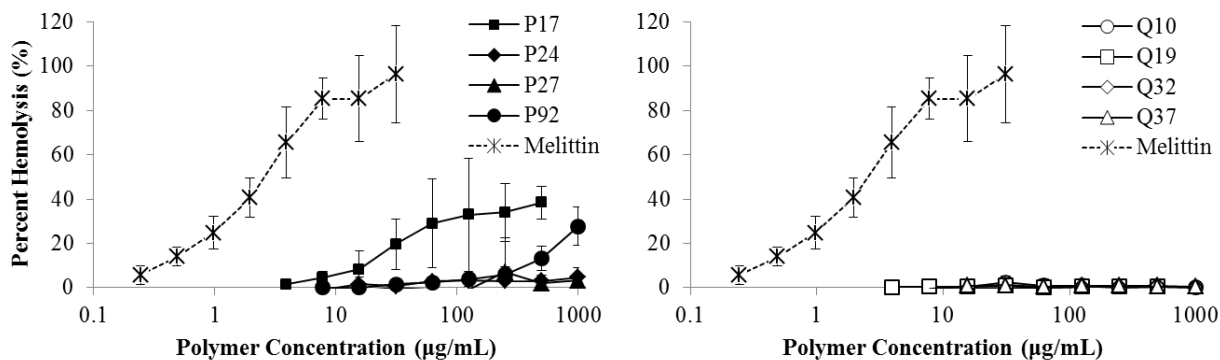 Percent Hemolysis (%)
120
100
80
60
40
20
0
0.1
1
10
100
1000
Polymer Concentration (µg/mL)
P17
P24
P27
P92
Melittin
120
100
80
60
40
20
0
0.1
1
10
100
1000
Polymer Concentration (µg/mL)
Q10
Q19
Q32
Q37
Melittin